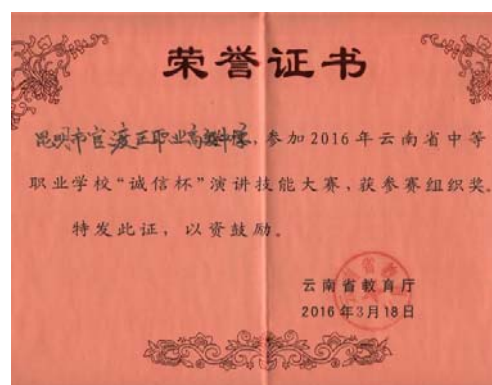 荣誉证书
昆明市官渡区职业高级中学，参加2016年云南省中等
职业学校“诚信杯”演讲技能大赛，获参赛组织奖。
特发此证，以资鼓励。
云南省教育厅
2016年3月18日